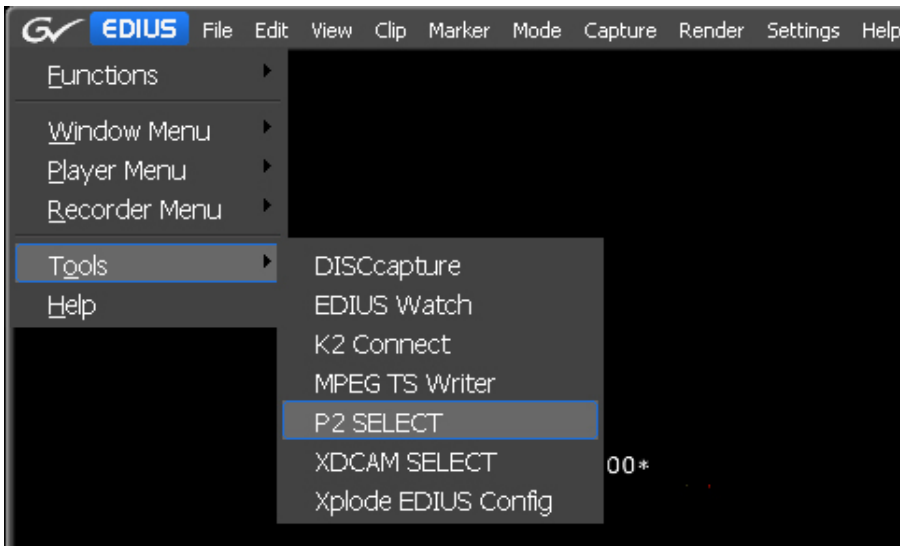 GV EDIUS File Edit View Clip Marker Mode Capture Render Settings Help
Functions
Window Menu
Player Menu
Recorder Menu
Tools
Help
DISCcapture
EDIUS Watch
K2 Connect
MPEG TS Writer
P2 SELECT
XDCAM SELECT
00*
Xplode EDIUS Config